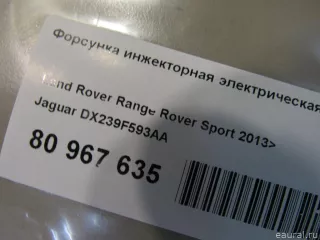 Форсунка инжекторная электрическая
Land Rover Range Rover Sport 2013>
Jaguar DX239F593AA
80 967 635
eaural.ru